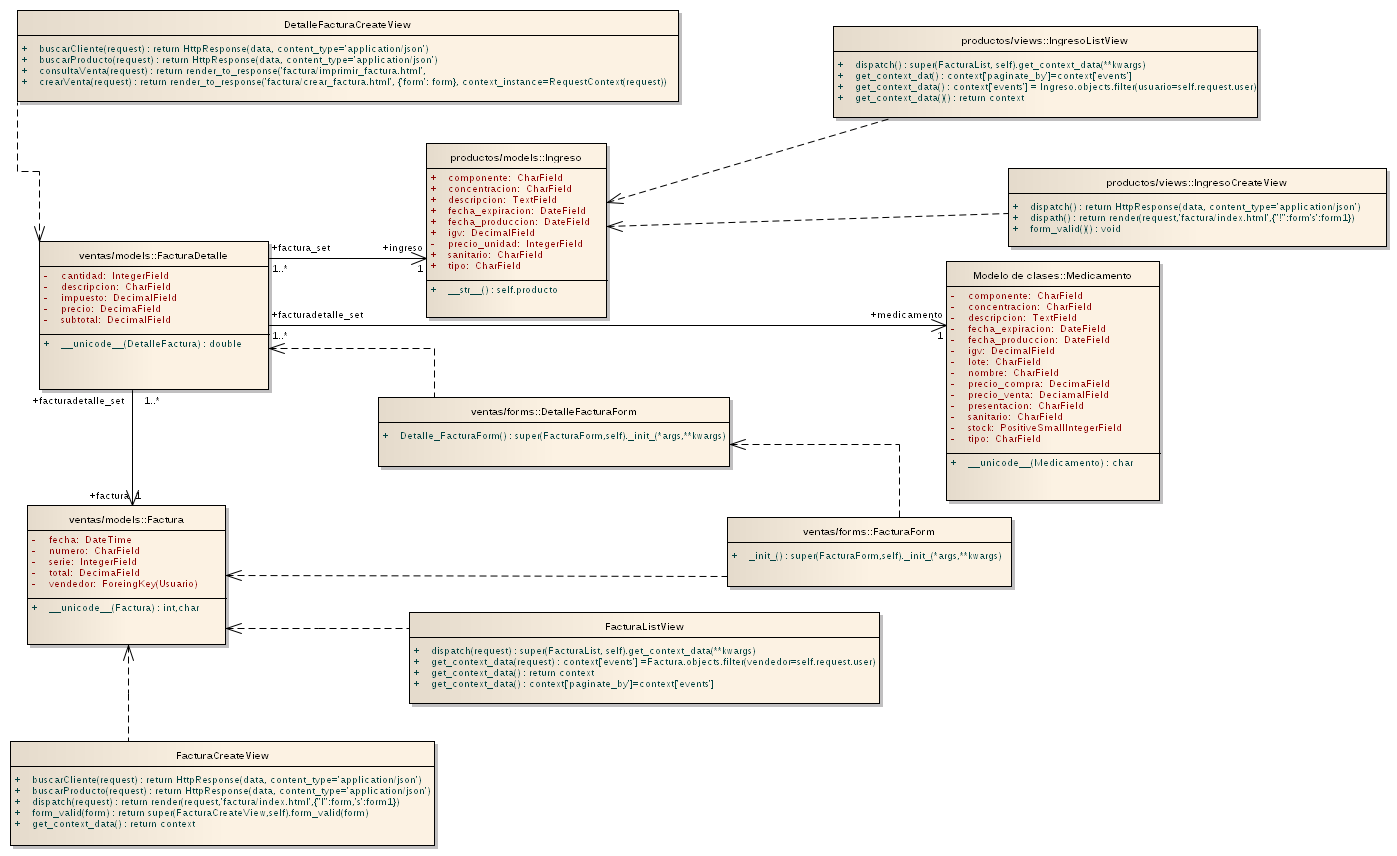 DetalleFacturaCreateView
+ buscarCliente(request) : return HttpResponse(data, content_type='application/json')
+ buscarProducto(request) : return HttpResponse(data, content_type='application/json')
+ consultaVenta(request) : return render_to_response('factura/imprimir_factura.html',
+ crearVenta(request) : return render_to_response('factura/crear_factura.html', {'form': form}, context_instance=RequestContext(request))
productos/views::IngresoListView
+ dispatch() : super(FacturaList, self).get_context_data(**kwargs)
+ get_context_dat() : context['paginate_by']=context['events']
+ get_context_data() : context['events'] = Ingreso.objects.filter(usuario=self.request.user)
+ get_context_data()() : return context
productos/models::Ingreso
+ componente: CharField
+ concentracion: CharField
+ descripcion: TextField
+ fecha_expiracion: DateField
+ fecha_produccion: DateField
+ igv: DecimalField
- precio_unidad: IntegerField
+ sanitario: CharField
+ tipo: CharField
+ __str__() : self.producto
productos/views::IngresoCreateView
+ dispatch() : return HttpResponse(data, content_type='application/json')
+ dispath() : return render(request,'factura/index.html',{"!":form's':form1})
+ form_valid()() : void
ventas/models::FacturaDetalle
- cantidad: IntegerField
- descripcion: CharField
- impuesto: DecimalField
- precio: DecimaField
- subtotal: DecimalField
+ __unicode__(DetalleFactura) : double
+factura_set
1..*
+ingreso
1
+facturadetalle_set
1..*
+medicamento
1
Modelo de clases::Medicamento
- componente: CharField
- concentracion: CharField
- descripcion: TextField
- fecha_expiracion: DateField
- fecha_produccion: DateField
- igv: DecimalField
- lote: CharField
- nombre: CharField
- precio_compra: DecimaField
- precio_venta: DeciamalField
- presentacion: CharField
- sanitario: CharField
- stock: PositiveSmallIntegerField
- tipo: CharField
+ __unicode__(Medicamento) : char
+facturadetalle_set
1..*
+factura
1
ventas/forms::DetalleFacturaForm
+ Detalle_FacturaForm() : super(FacturaForm,self)._init_(*args,**kwargs)
ventas/models::Factura
- fecha: DateTime
- numero: CharField
- serie: IntegerField
- total: DecimaField
- vendedor: ForeingKey(Usuario)
+ __unicode__(Factura) : int,char
ventas/forms::FacturaForm
+ _init_() : super(FacturaForm,self)._init_(*args,**kwargs)
FacturaListView
+ dispatch(request) : super(FacturaList, self).get_context_data(**kwargs)
+ get_context_data(request) : context['events'] =Factura.objects.filter(vendedor=self.request.user)
+ get_context_data() : return context
+ get_context_data() : context['paginate_by']=context['events']
FacturaCreateView
+ buscarCliente(request) : return HttpResponse(data, content_type='application/json')
+ buscarProducto(request) : return HttpResponse(data, content_type='application/json')
+ dispatch(request) : return render(request,'factura/index.html',{"!":form,'s':form1})
+ form_valid(form) : return super(FacturaCreateView,self).form_valid(form)
+ get_context_data() : return context